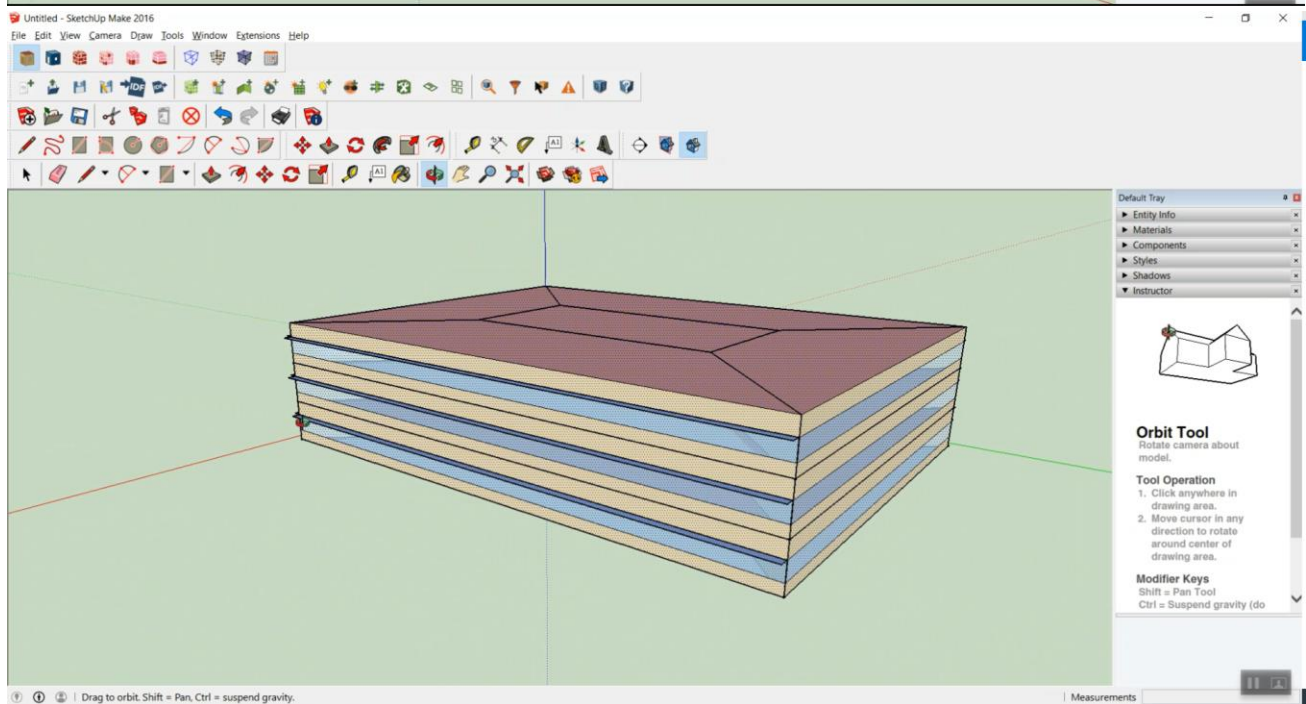 Untitled - SketchUp Make 2016
File Edit View Camera Draw Tools Window Extensions Help
IDF
A1
A1
Default Tray
Entity Info
Materials
Components
Styles
Shadows
Instructor
Orbit Tool
Rotate camera about
model.
Tool Operation
1. Click anywhere in
drawing area.
2. Move cursor in any
direction to rotate
around center of
drawing area.
Modifier Keys
Shift = Pan Tool
Ctrl = Suspend gravity (do
Drag to orbit. Shift = Pan, Ctrl = suspend gravity.
Measurements